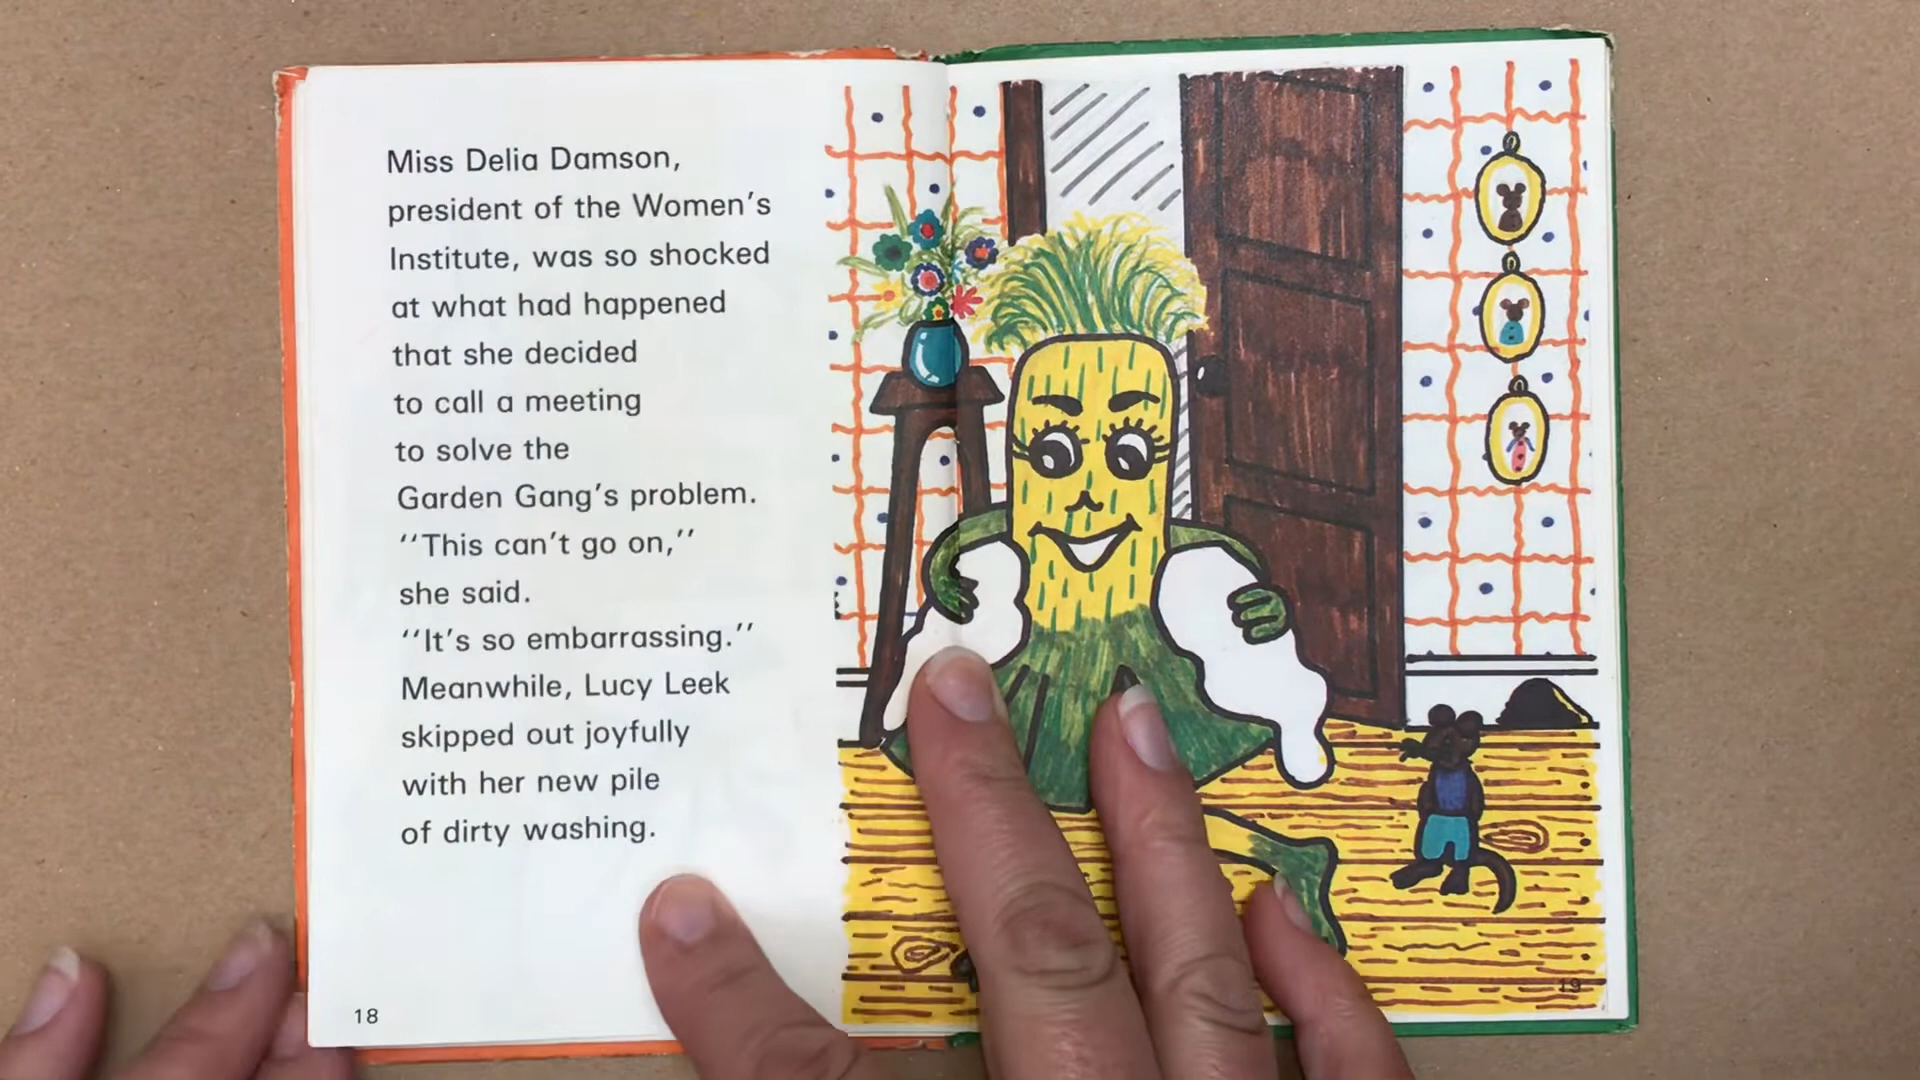 Miss Delia Damson,
president of the Women's
Institute, was so shocked
at what had happened
that she decided
to call a meeting
to solve the
Garden Gang's problem.
‘‘This can't go on,’’
she said.
‘‘It's so embarrassing.’’
Meanwhile, Lucy Leek
skipped out joyfully
with her new pile
of dirty washing.
18
19